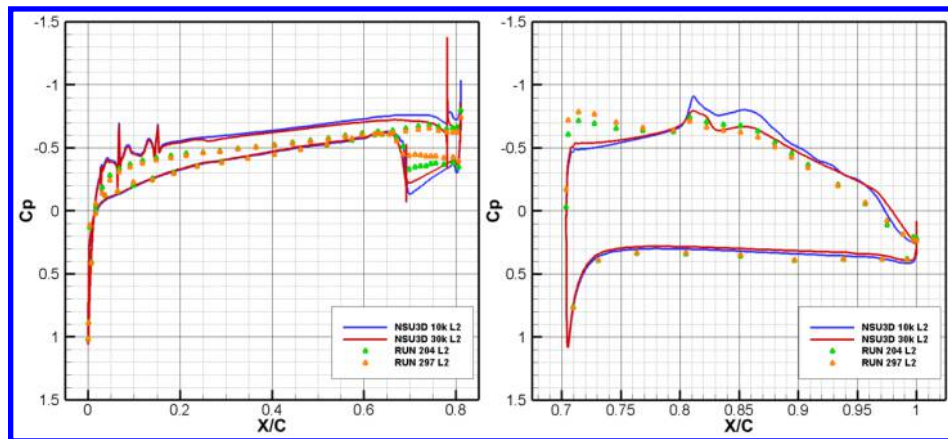 -1.5
-1
-0.5
0
0.5
1
1.5
Cp
0
0.2
0.4
0.6
0.8
X/C
NSU3D 10k L2
NSU3D 30k L2
RUN 204 L2
RUN 297 L2
-1.5
-1
-0.5
0
0.5
1
1.5
Cp
0.7
0.75
0.8
0.85
0.9
0.95
1
X/C
NSU3D 10k L2
NSU3D 30k L2
RUN 204 L2
RUN 297 L2